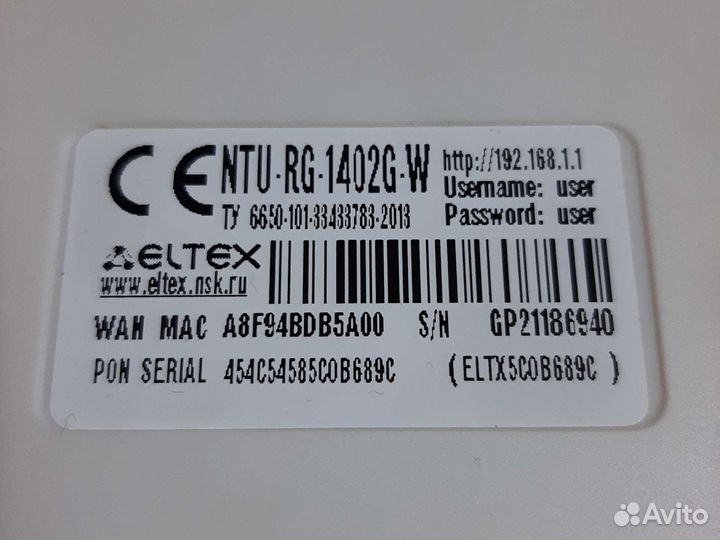 CE NTU-RG-1402G-W http://192.168.1.1
Username: user
ТУ 6650-101-33433783-2013 Password: user
ELTEX
www.eltex.nsk.ru
WAN MAC A8F94BDB5A00 S/N GP21186940
PON SERIAL 454C54585C0B689C (ELTX5C0B689C)
Avito